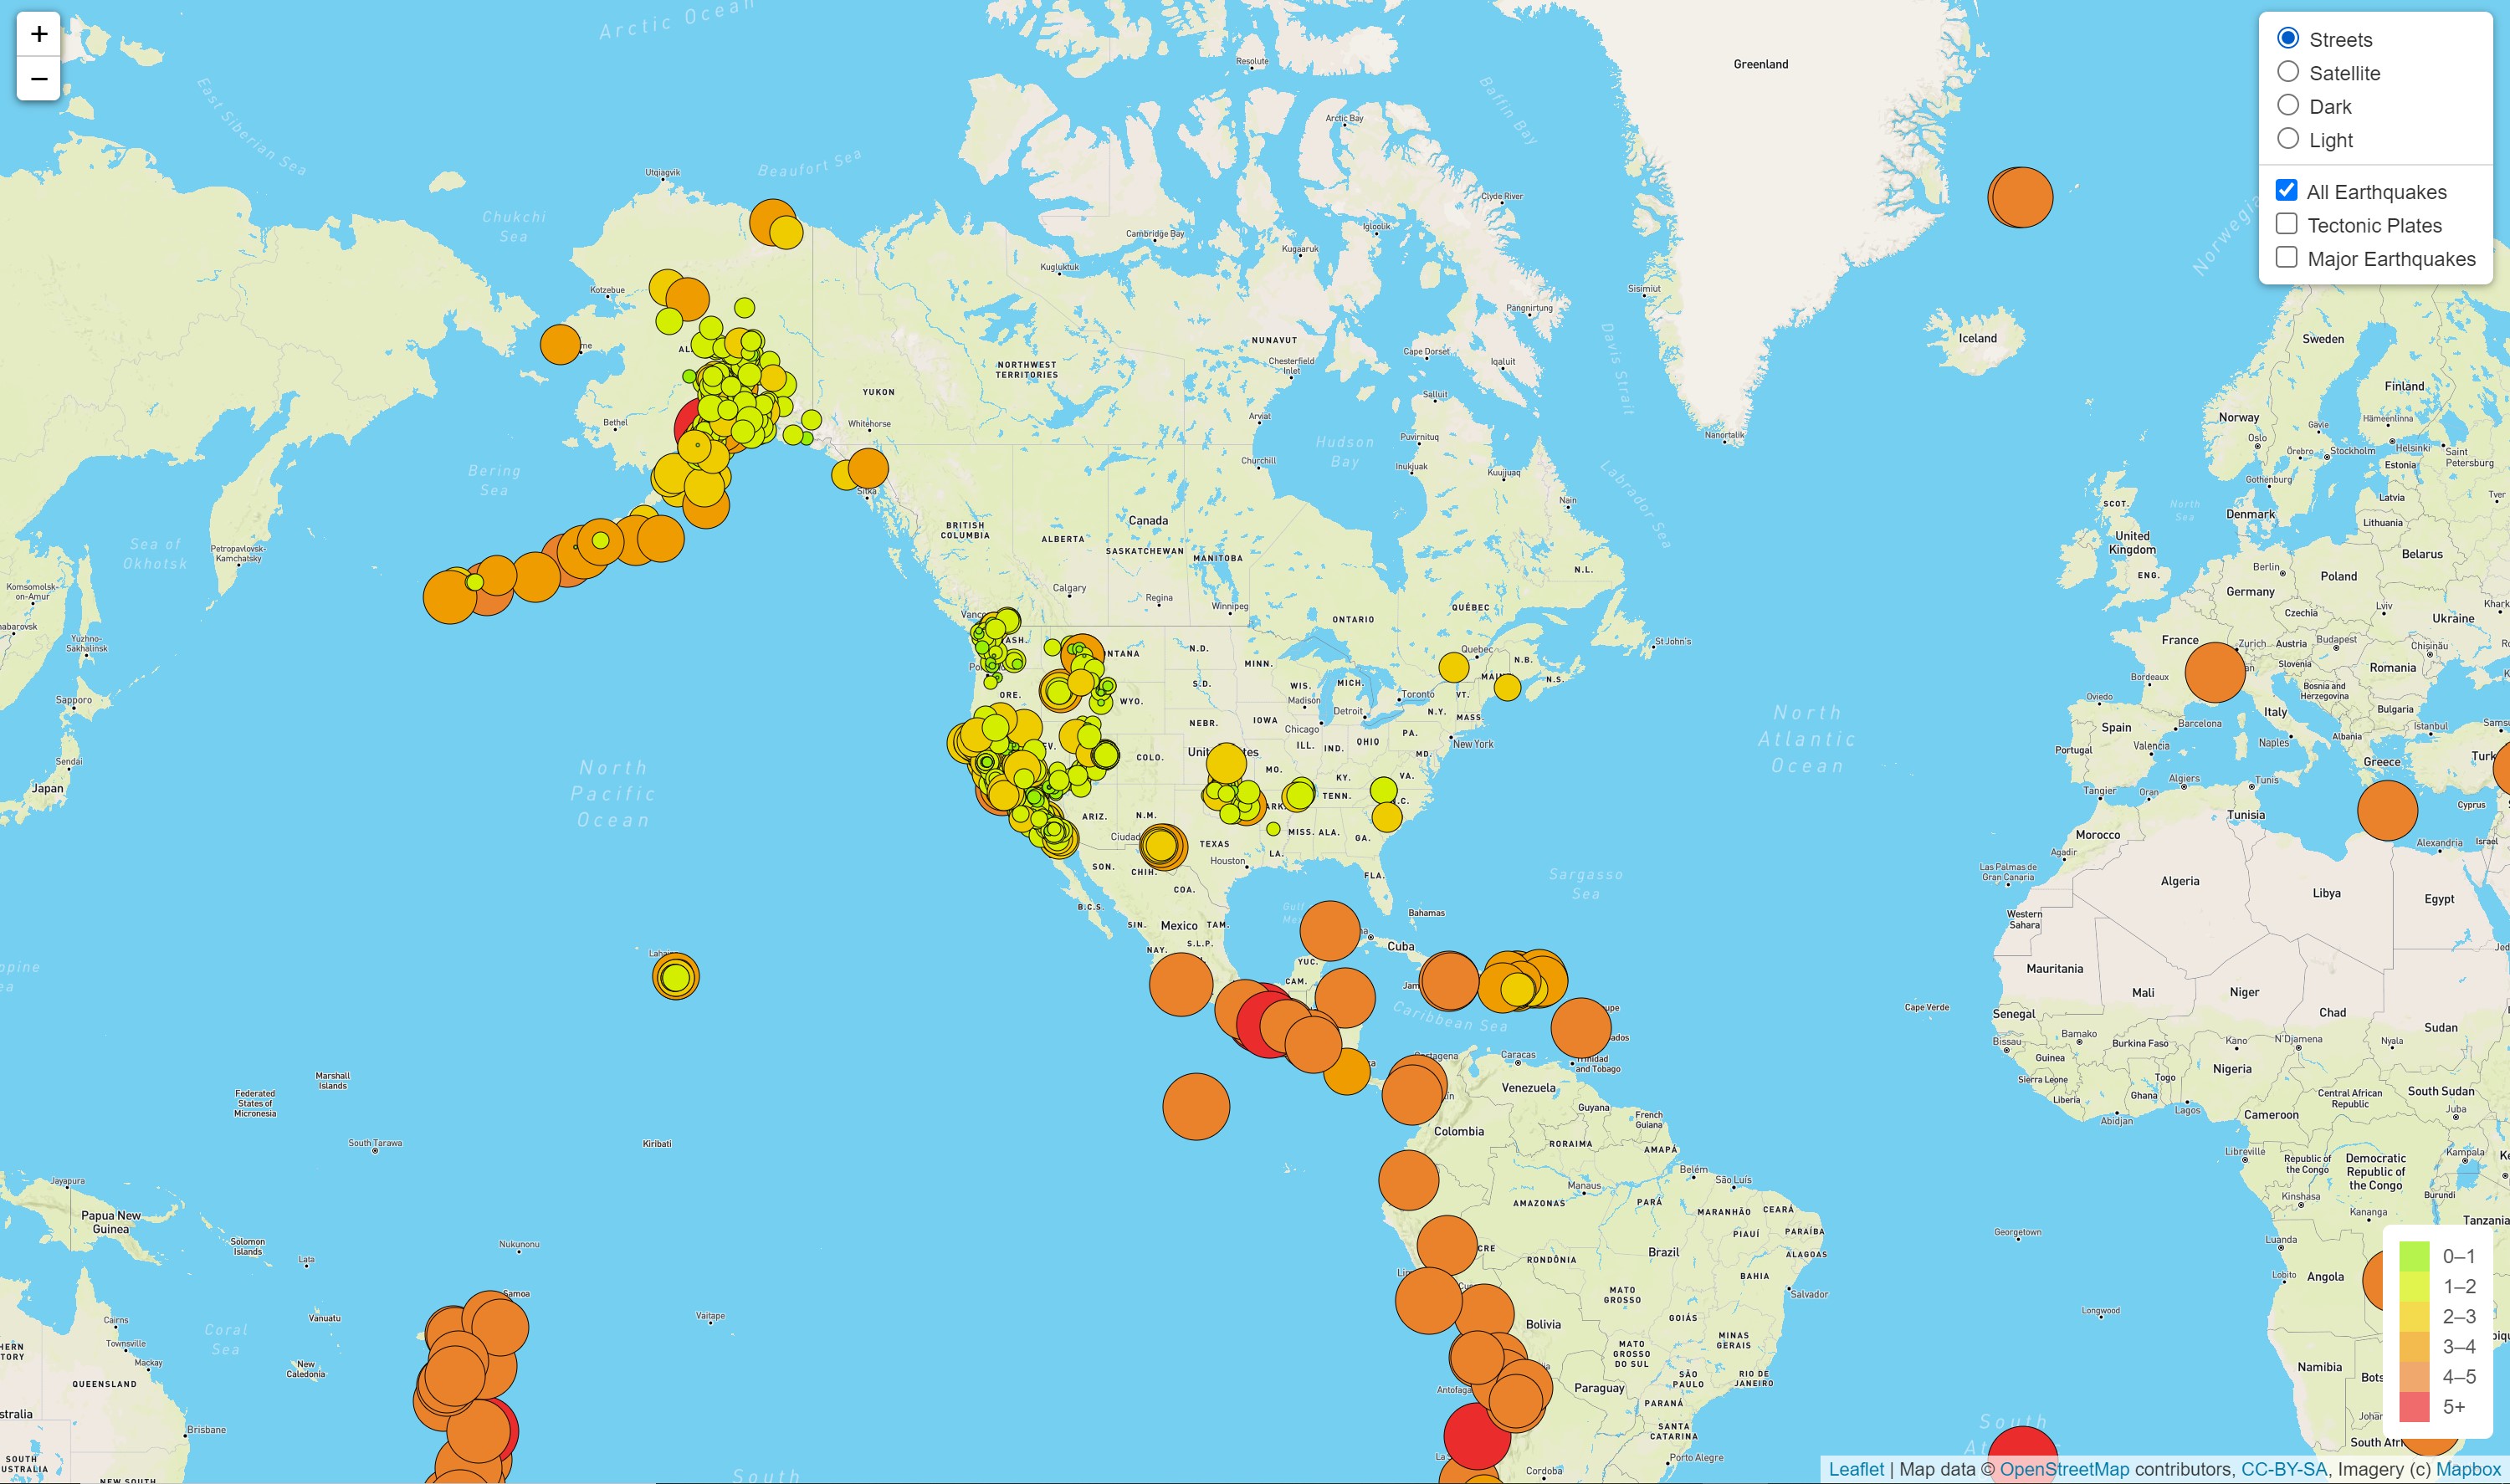 +
−
Streets
Satellite
Dark
Light
All Earthquakes
Tectonic Plates
Major Earthquakes
Arctic Ocean
East Siberian Sea
Beaufort Sea
Chukchi
Sea
Baffin Bay
Davis Strait
Labrador Sea
Hudson
Bay
Bering
Sea
Sea of
Okhotsk
North
Sea
North
Pacific
Ocean
North
Atlantic
Ocean
Sargasso
Sea
Caribbean Sea
Coral
Sea
South
South
Resolute
Greenland
Arctic Bay
Utqiagvik
Clyde River
Cambridge Bay
Igloolik
Kugaaruk
Kugluktuk
Kotzebue
Sisimiut
Pangnirtung
Iceland
Sweden
NUNAVUT
Chesterfield
Inlet
Cape Dorset
Iqaluit
NORTHWEST
TERRITORIES
YUKON
Salluit
Finland
Norway
Hämeenlinna
Gävle
Oslo
Örebro
Stockholm
Helsinki
Saint
Petersburg
Estonia
Bethel
Whitehorse
Arviat
Puvirnituq
Nanortalik
Churchill
Inukjuak
Kuujjuaq
Sitka
Nain
Gothenburg
Latvia
Tver
SCOT.
Denmark
Lithuania
BRITISH
COLUMBIA
Canada
ALBERTA
SASKATCHEWAN
MANITOBA
United
Kingdom
Belarus
Petropavlovsk-
Kamchatsky
N.L.
ENG.
Berlin
Poland
Germany
Komsomolsk-
on-Amur
Calgary
Regina
Winnipeg
QUÉBEC
ONTARIO
Czechia
Lviv
Ukraine
Yuzhno-
Sakhalinsk
St John's
France
Zurich
Austria
Budapest
Chișinău
Slovenia
Romania
N.D.
MINN.
Quebec
N.B.
N.S.
S.D.
WIS.
MICH.
Madison
Toronto
VT.
Detroit
Bordeaux
Bosnia and
Herzegovina
Oviedo
Bulgaria
Sapporo
ORE.
WYO.
NEBR.
IOWA
Chicago
N.Y.
MASS.
Italy
Spain
Barcelona
Istanbul
Portugal
Valencia
Naples
Albania
Greece
PA.
OHIO
New York
ILL.
IND.
MD.
COLO.
MO.
KY.
VA.
TENN.
Sendai
Japan
Algiers
Tunis
Tangier
Oran
Tunisia
Cyprus
ARIZ.
N.M.
MISS.
ALA.
GA.
TEXAS
LA.
Houston
Morocco
Agadir
Alexandria
Israel
SON.
CHIH.
COA.
FLA.
Las Palmas de
Gran Canaria
Algeria
Libya
Egypt
B.C.S.
Bahamas
Western
Sahara
SIN.
Mexico
TAM.
NAY.
S.L.P.
Cuba
YUC.
CAM.
Mauritania
Mali
Niger
Chad
Sudan
Cape Verde
Senegal
Bamako
Bissau
Burkina Faso
Kano
N'Djamena
Nyala
Guinea
Nigeria
Caracas
Trinidad
and Tobago
Venezuela
Sierra Leone
Togo
Ghana
Liberia
Abidjan
Lagos
Central African
Republic
South Sudan
Juba
Cameroon
Marshall
Islands
Federated
States of
Micronesia
South Tarawa
Kiribati
Guyana
French
Guiana
Colombia
RORAIMA
AMAPÁ
Libreville
Republic of
the Congo
Democratic
Republic of
the Congo
Kampala
Kinshasa
Burundi
Kananga
Tanzania
Belém
São Luís
Manaus
AMAZONAS
PARÁ
MARANHÃO
CEARÁ
PIAUÍ
PARAÍBA
ALAGOAS
Jayapura
Papua New
Guinea
Solomon
Islands
Lata
Nukunonu
Georgetown
Luanda
Brazil
RONDÔNIA
BAHIA
Lobito
Angola
Samoa
Vanuatu
Vaitape
MATO
GROSSO
Salvador
Longwood
GOIÁS
Bolivia
MINAS
GERAIS
MATO
GROSSO
DO SUL
Cairns
Townsville
Mackay
New
Caledonia
QUEENSLAND
SÃO
PAULO
RIO DE
JANEIRO
Paraguay
PARANÁ
SANTA
CATARINA
Namibia
Brisbane
SOUTH
Porto Alegre
Cordoba
NEW SOUTH
0–1
1–2
2–3
3–4
4–5
5+
Leaflet | Map data © OpenStreetMap contributors, CC-BY-SA, Imagery (c) Mapbox